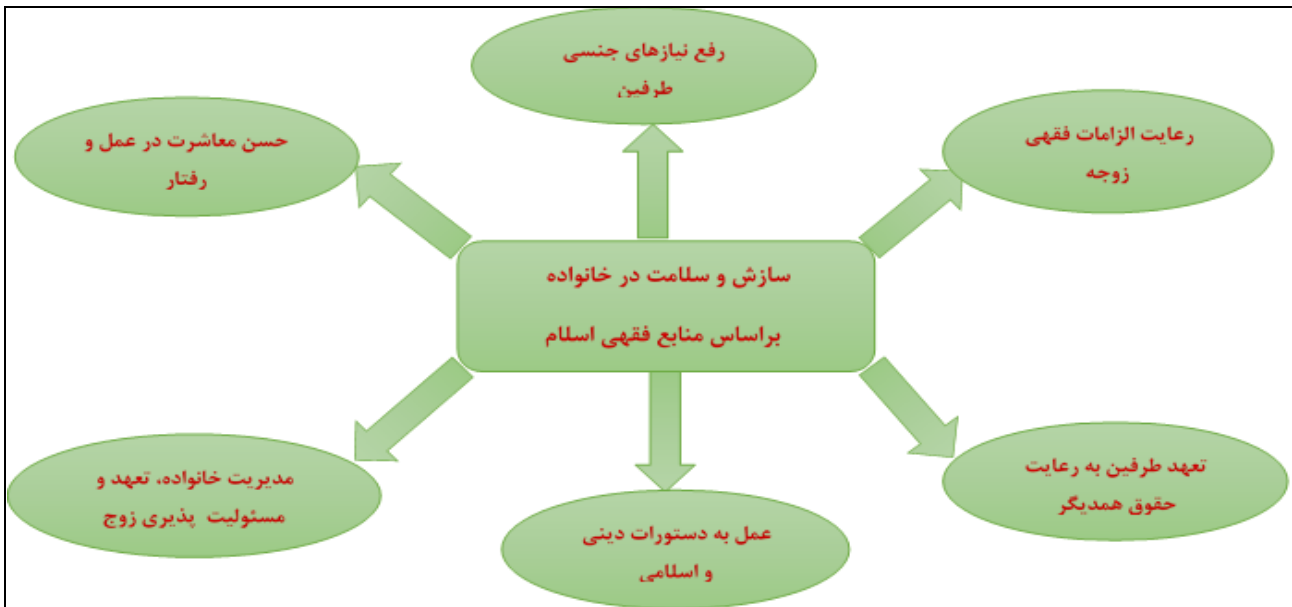 رفع نیازهای جنسی
طرفین
رعایت الزامات فقهی
زوجه
حسن معاشرت در عمل و
رفتار
سازش و سلامت در خانواده
براساس منابع فقهی اسلام
تعهد طرفین به رعایت
حقوق همدیگر
مدیریت خانواده، تعهد و
مسئولیت پذیری زوج
عمل به دستورات دینی
و اسلامی